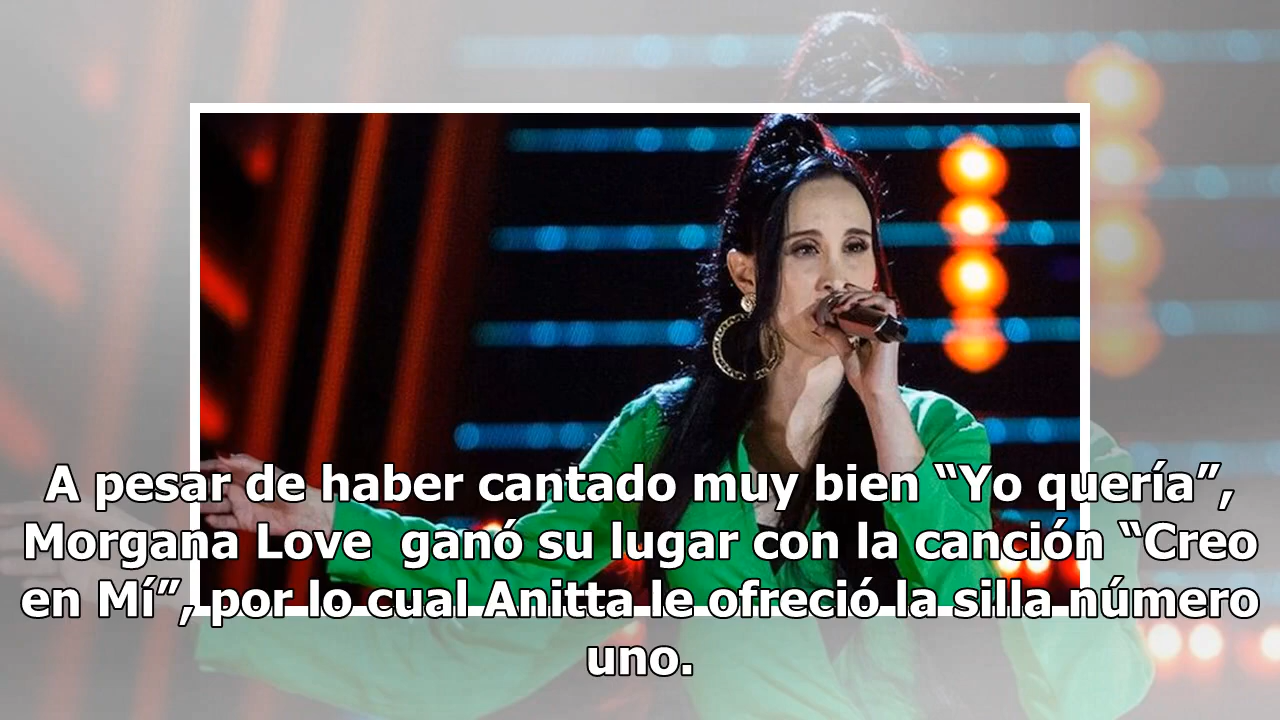 A pesar de haber cantado muy bien “Yo quería”,
Morgana Love  ganó su lugar con la canción “Creo
en Mí”, por lo cual Anitta le ofreció la silla número
uno.